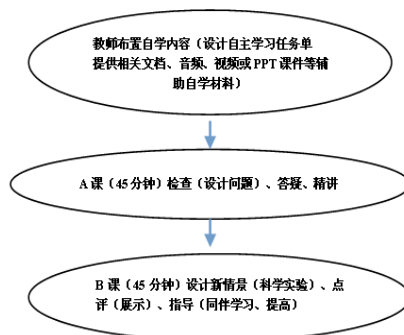 教师布置自学内容（设计自主学习任务单
提供相关文档、音频、视频或PPT课件等辅
助自学材料）
A课（45分钟）检查（设计问题）、答疑、精讲
B课（45分钟）设计新情景（科学实验）、点
评（展示）、指导（同伴学习、提高）